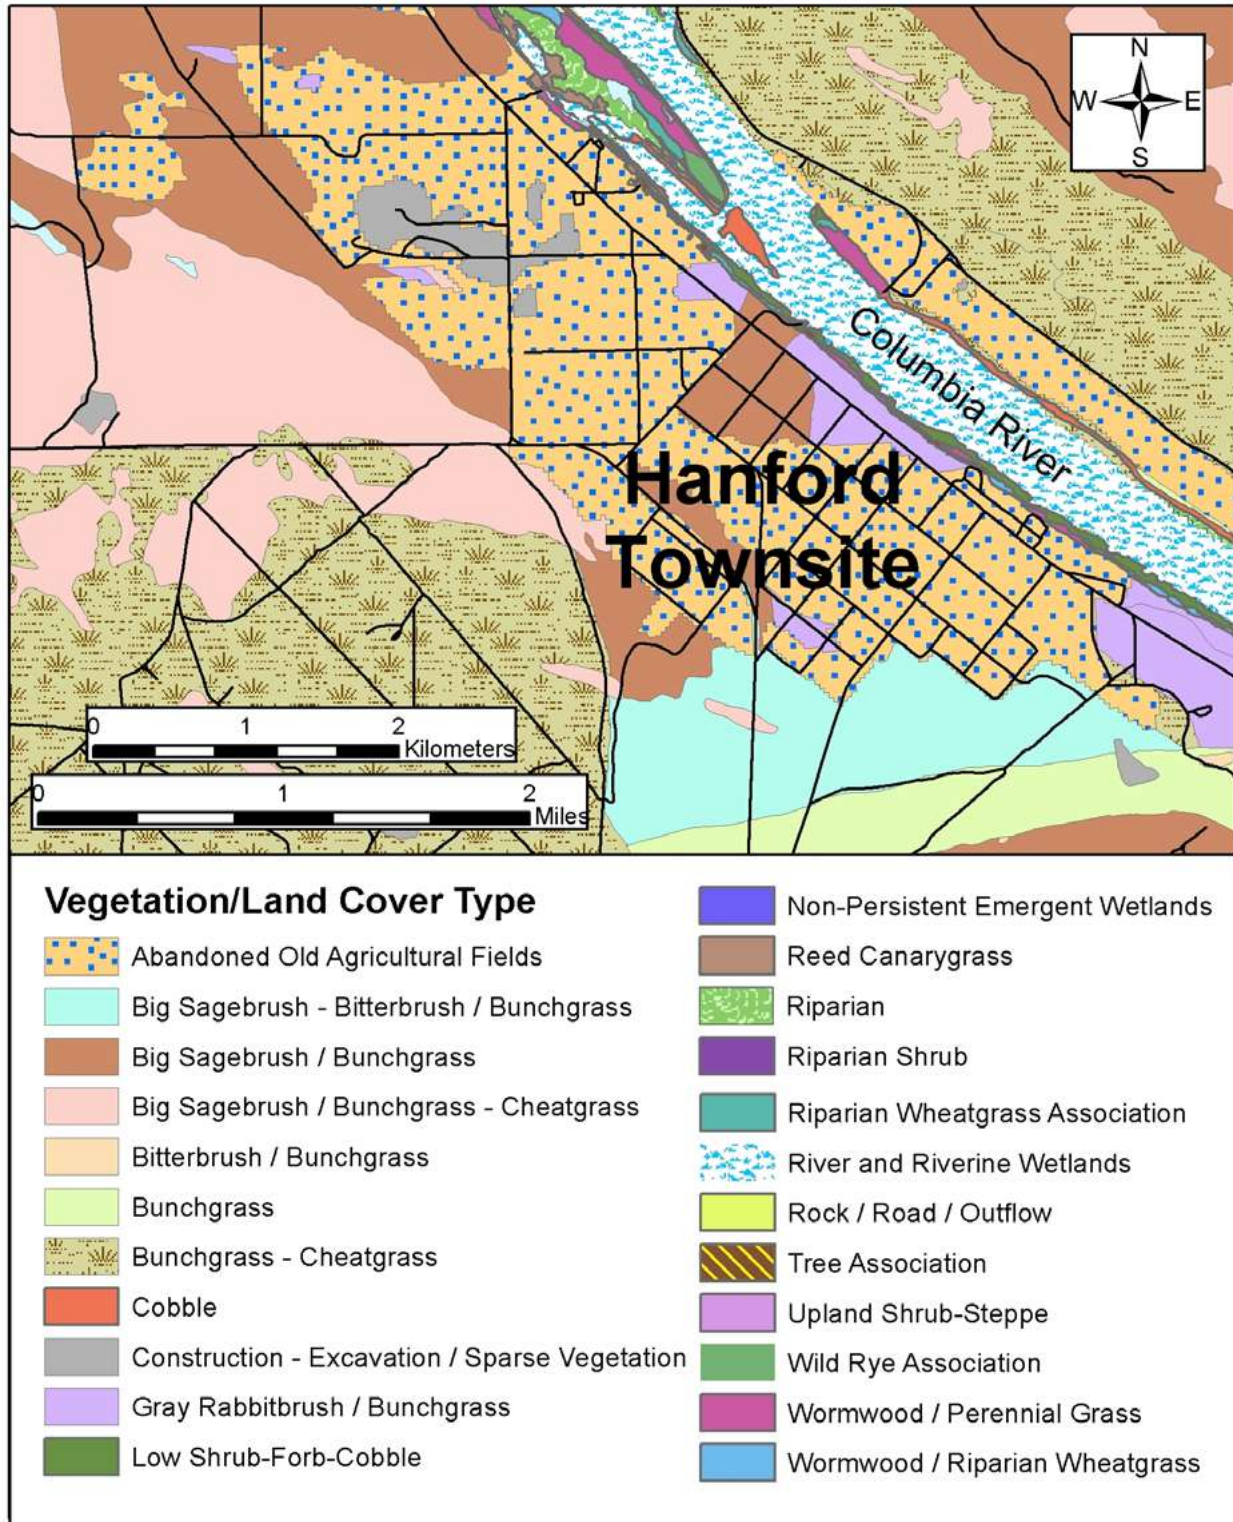 N
W E
S
Columbia River
Hanford
Townsite
0 1 2
Kilometers
0 1 2
Miles
Vegetation/Land Cover Type
Abandoned Old Agricultural Fields
Big Sagebrush - Bitterbrush / Bunchgrass
Big Sagebrush / Bunchgrass
Big Sagebrush / Bunchgrass - Cheatgrass
Bitterbrush / Bunchgrass
Bunchgrass
Bunchgrass - Cheatgrass
Cobble
Construction - Excavation / Sparse Vegetation
Gray Rabbitbrush / Bunchgrass
Low Shrub-Forb-Cobble
Non-Persistent Emergent Wetlands
Reed Canarygrass
Riparian
Riparian Shrub
Riparian Wheatgrass Association
River and Riverine Wetlands
Rock / Road / Outflow
Tree Association
Upland Shrub-Steppe
Wild Rye Association
Wormwood / Perennial Grass
Wormwood / Riparian Wheatgrass